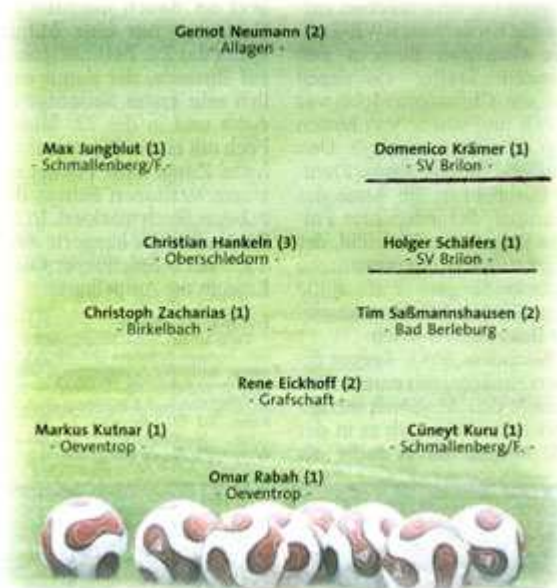 Gernot Neumann (2)
- Allagen -
Max Jungblut (1)
- Schmallenberg/F.-
Domenico Krämer (1)
- SV Brilon -
Christian Hankeln (3)
- Oberschledorn -
Holger Schäfers (1)
- SV Brilon -
Christoph Zacharias (1)
- Birkelbach -
Tim Saßmannshausen (2)
- Bad Berleburg -
Rene Eickhoff (2)
- Grafschaft -
Markus Kutnar (1)
- Oeventrop -
Cüneyt Kuru (1)
- Schmallenberg/F. -
Omar Rabah (1)
- Oeventrop -